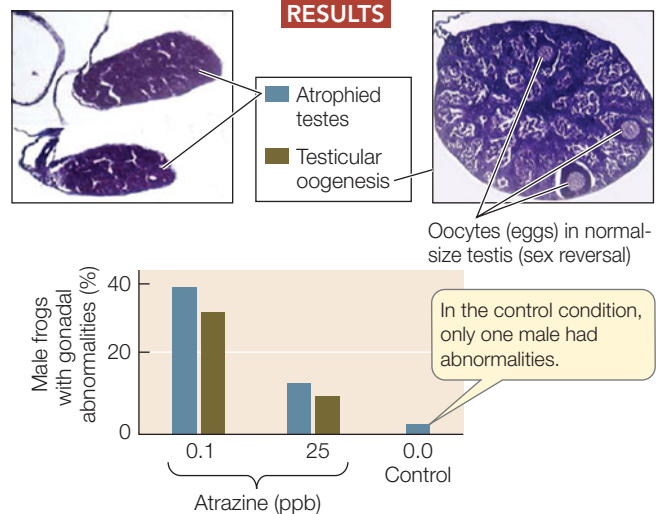 RESULTS
Atrophied
testes
Testicular
oogenesis
Oocytes (eggs) in normal-
size testis (sex reversal)
Male frogs
with gonadal
abnormalities (%)
40
20
0
In the control condition,
only one male had
abnormalities.
0.1
25
0.0
Control
Atrazine (ppb)